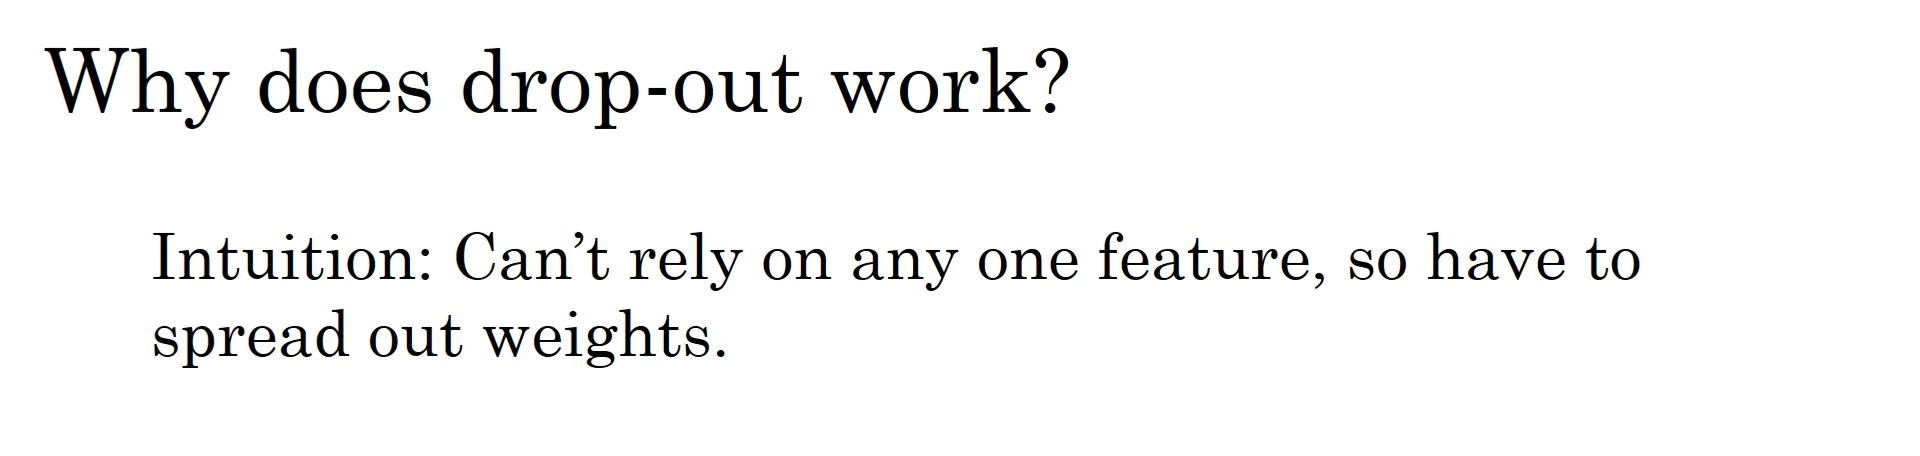 Why does drop-out work?
Intuition: Can’t rely on any one feature, so have to
spread out weights.